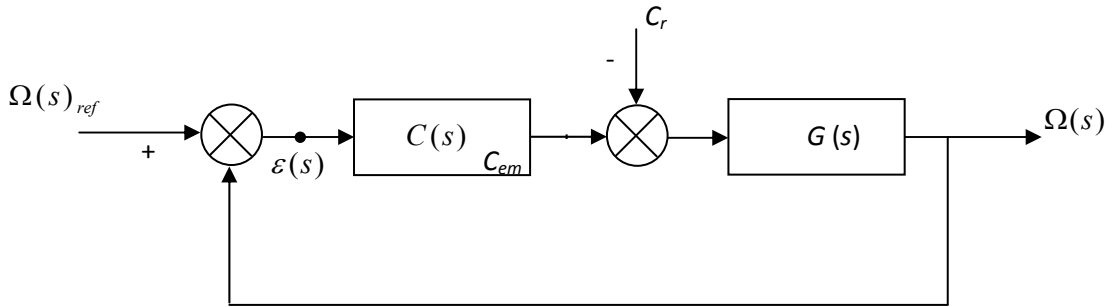 C_r
-
Ω(s)_ref
+
ε(s)
C(s)
C_em
G (s)
Ω(s)